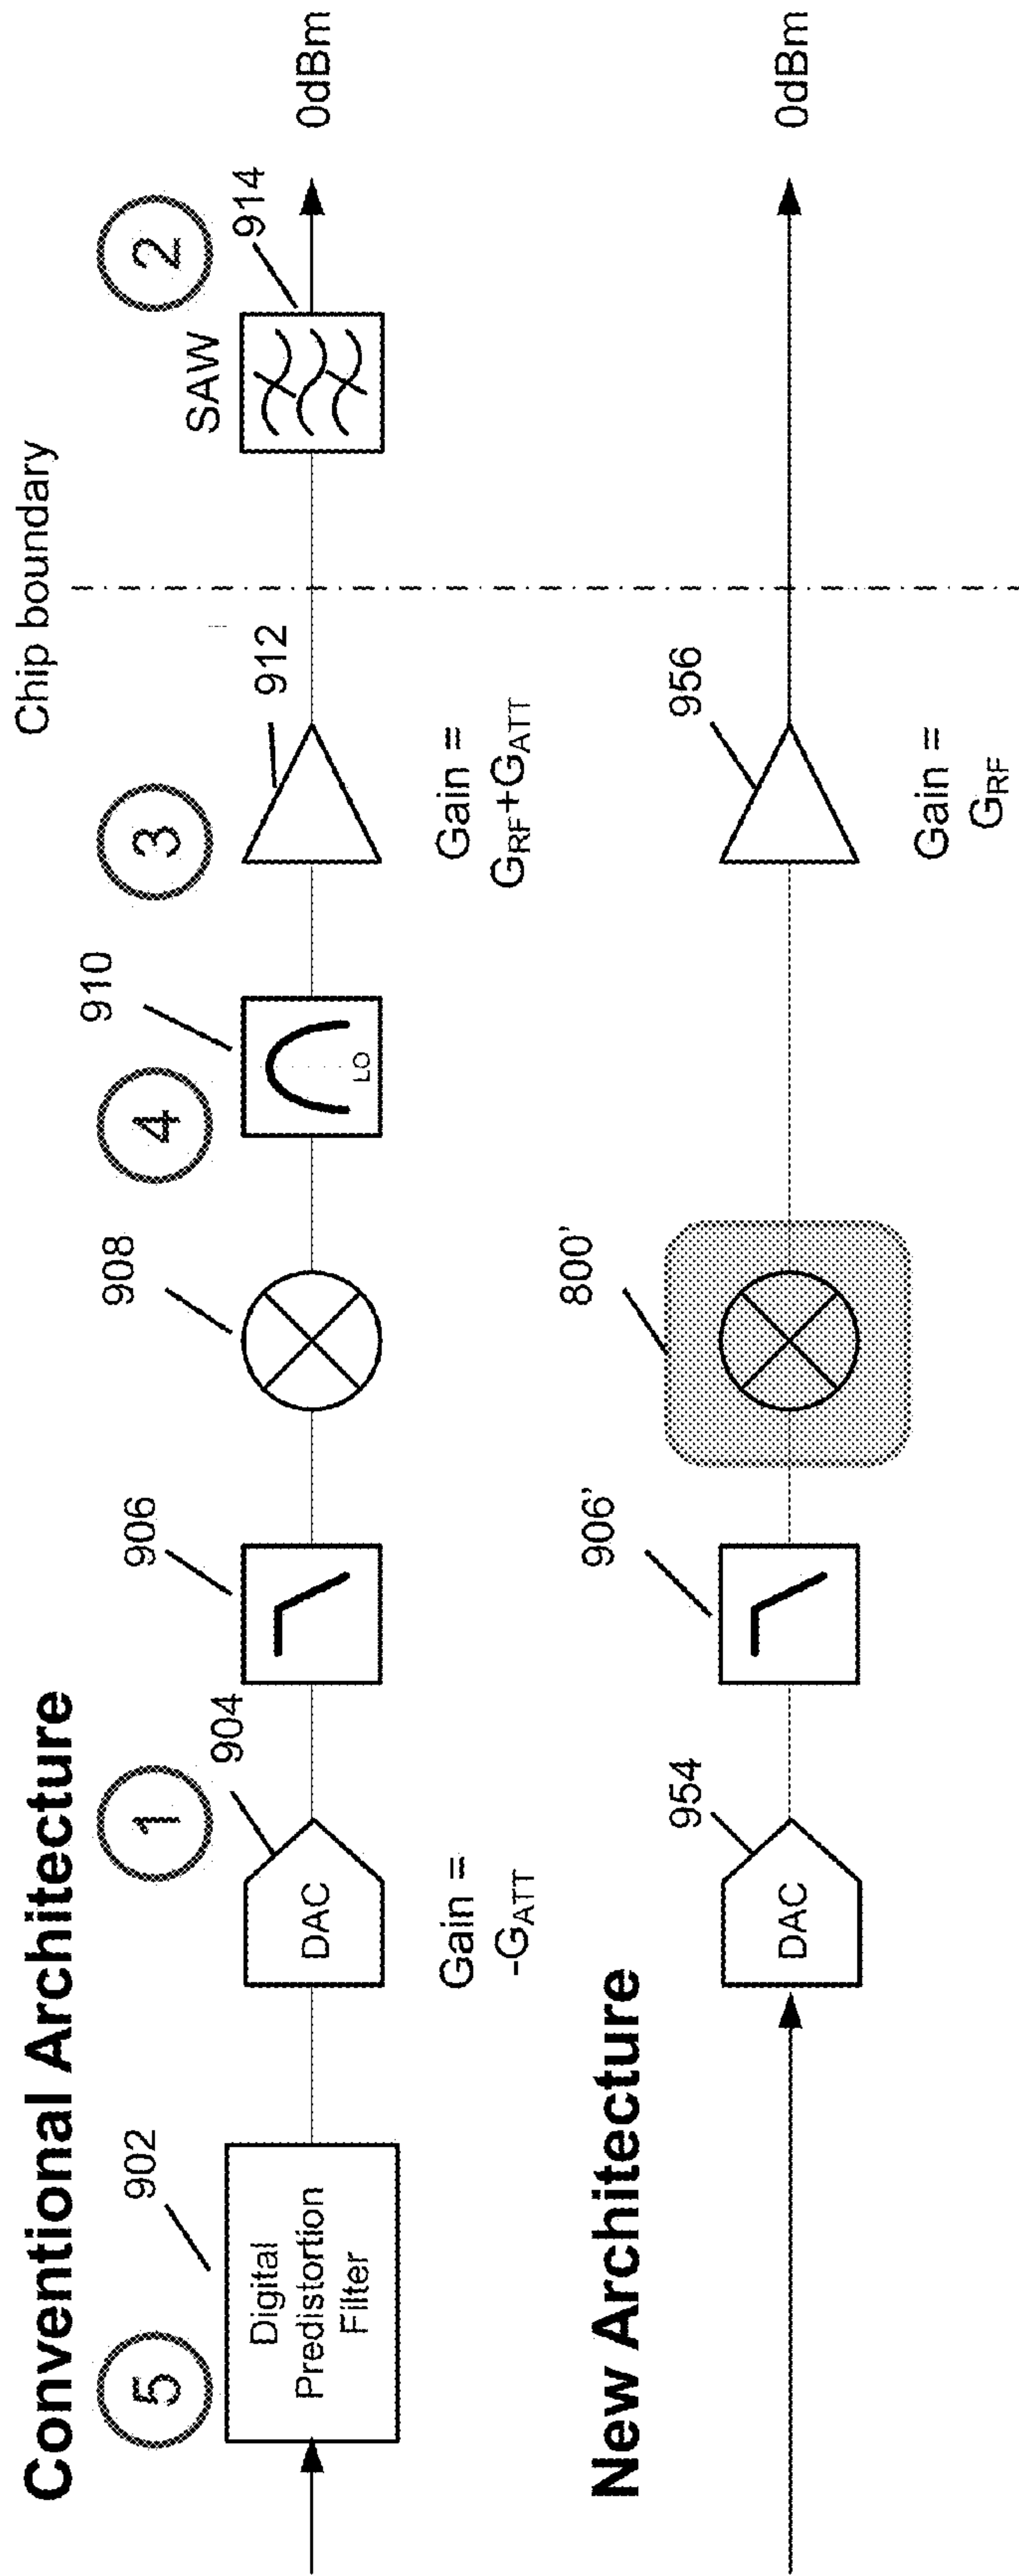 Conventional Architecture
Chip boundary
5
902
Digital
Predistortion
Filter
1
904
DAC
Gain =
-GATT
906
908
4
910
LO
3
912
Gain =
GRF+GATT
SAW
2
914
0dBm
New Architecture
954
DAC
906’
800’
956
Gain =
GRF
0dBm